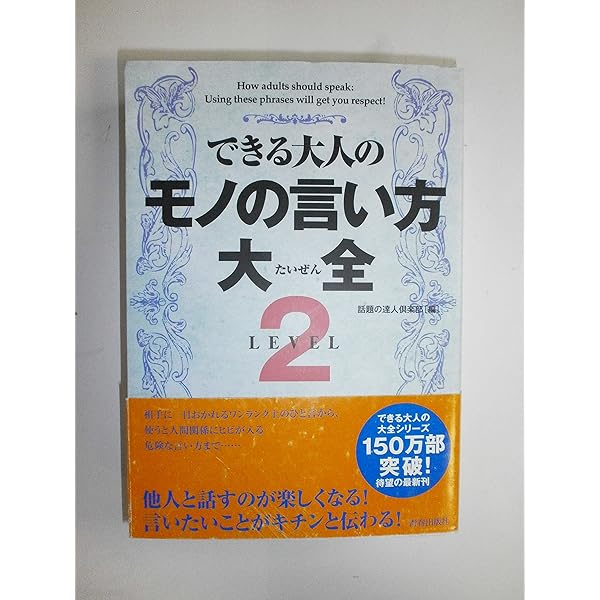 How adults should speak:
Using these phrases will get you respect!
できる大人の
モノの言い方
大たいぜん全
2
LEVEL
話題の達人倶楽部[編]
相手に一目おかれるワンランク上のひと言から、
使うと人間関係にヒビが入る
危険な言い方まで……
できる大人の
大全シリーズ
150万部
突破!
待望の最新刊
他人と話すのが楽しくなる!
言いたいことがキチンと伝わる!
青春出版社